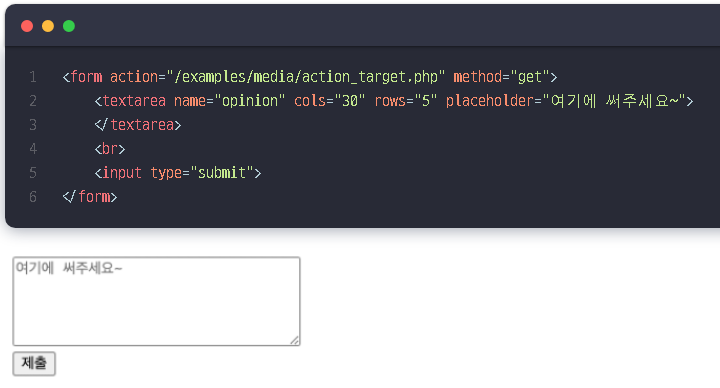 1 <form action="/examples/media/action_target.php" method="get">
2 <textarea name="opinion" cols="30" rows="5" placeholder="여기에 써주세요~">
3 </textarea>
4 <br>
5 <input type="submit">
6 </form>
여기에 써주세요~
제출